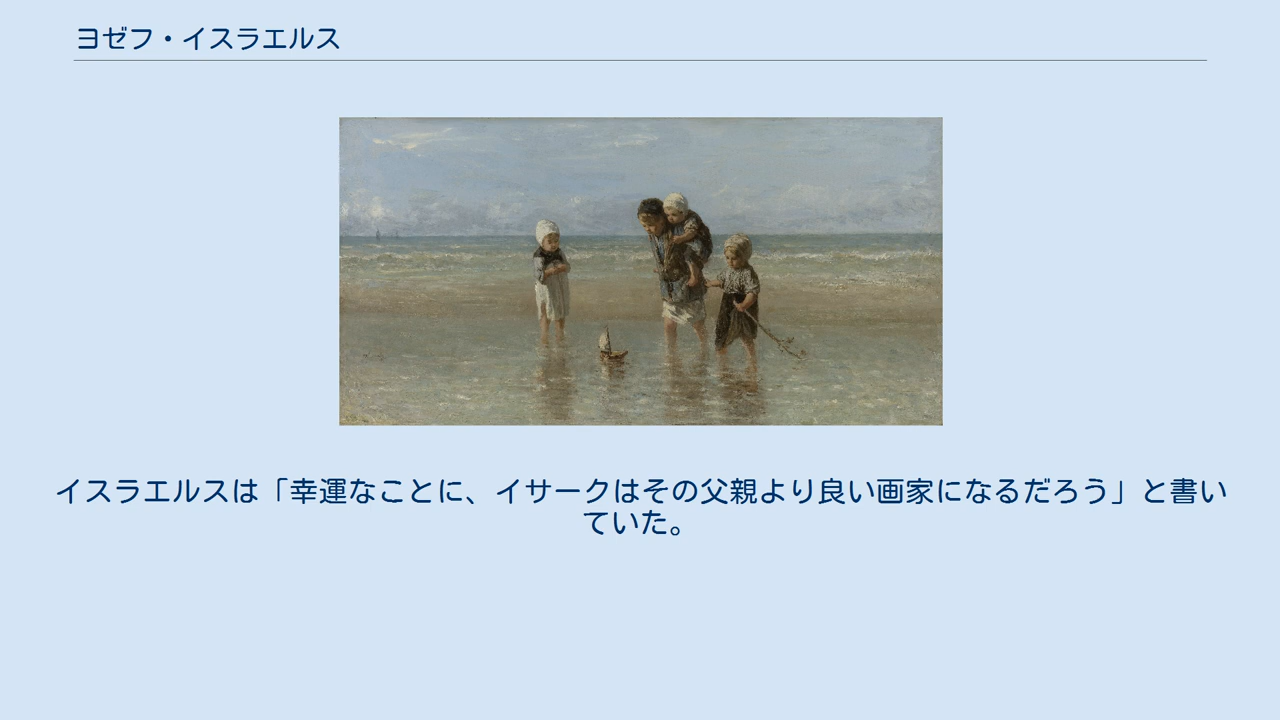 ヨゼフ・イスラエルス
イスラエルスは「幸運なことに、イサークはその父親より良い画家になるだろう」と書い
ていた。